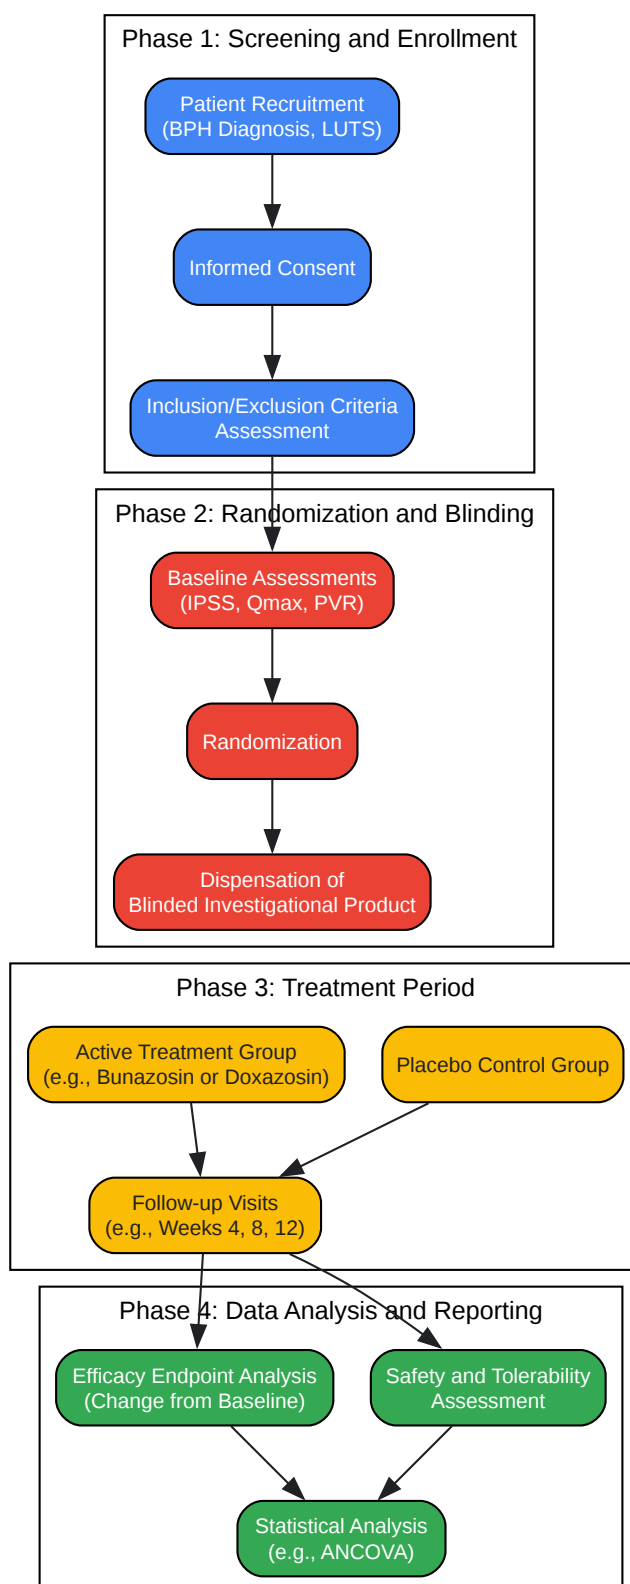 Phase 1: Screening and Enrollment
Patient Recruitment
(BPH Diagnosis, LUTS)
Informed Consent
Inclusion/Exclusion Criteria
Assessment
Phase 2: Randomization and Blinding
Baseline Assessments
(IPSS, Qmax, PVR)
Randomization
Dispensation of
Blinded Investigational Product
Phase 3: Treatment Period
Active Treatment Group
(e.g., Bunazosin or Doxazosin)
Placebo Control Group
Follow-up Visits
(e.g., Weeks 4, 8, 12)
Phase 4: Data Analysis and Reporting
Efficacy Endpoint Analysis
(Change from Baseline)
Safety and Tolerability
Assessment
Statistical Analysis
(e.g., ANCOVA)